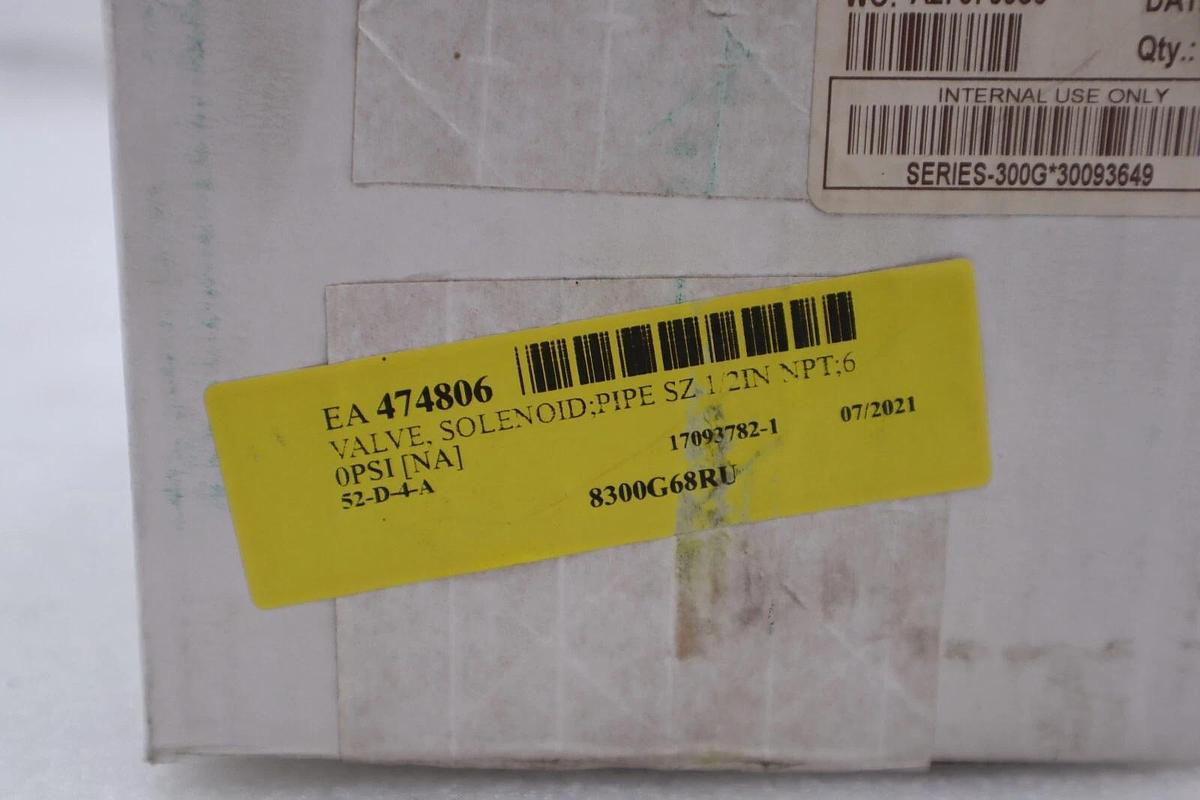 Qty.:
INTERNAL USE ONLY
SERIES-300G*30093649
EA 474806
VALVE, SOLENOID;PIPE SZ 1/2IN NPT;6
0PSI [NA]
17093782-1
07/2021
52-D-4-A
8300G68RU